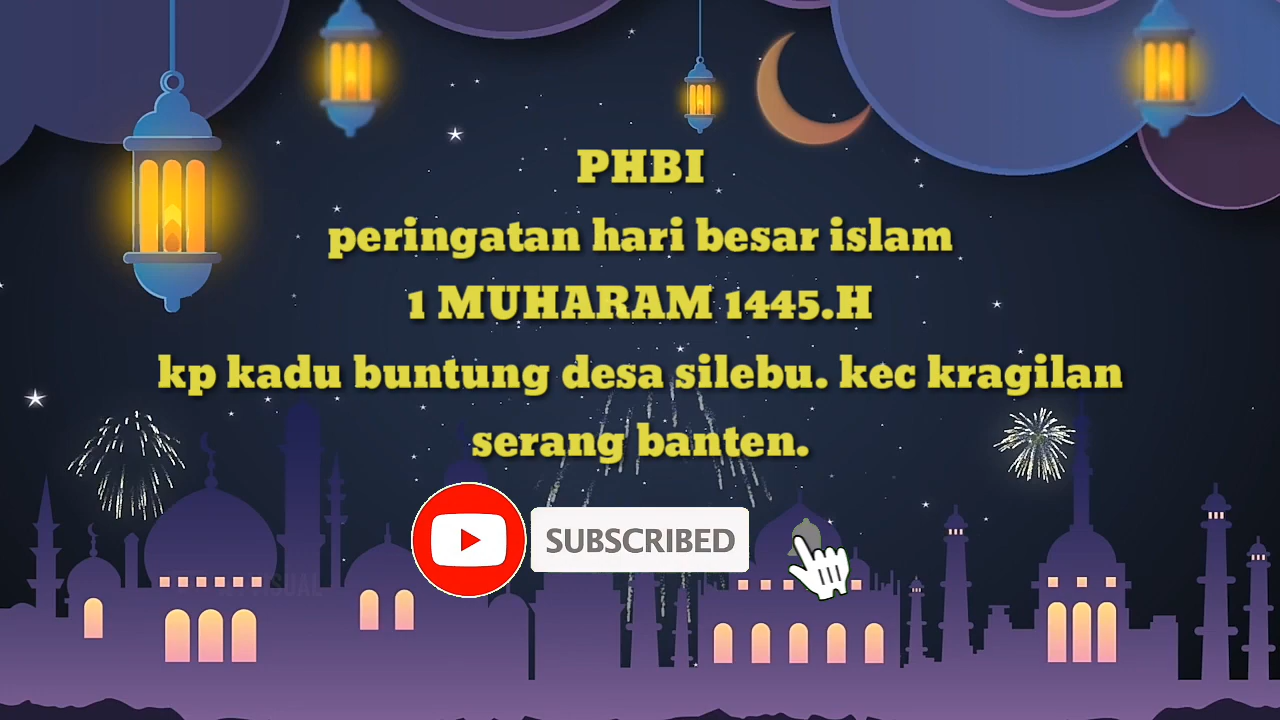 PHBI
peringatan hari besar islam
1 MUHARAM 1445.H
kp kadu buntung desa silebu. kec kragilan
serang banten.
SUBSCRIBED